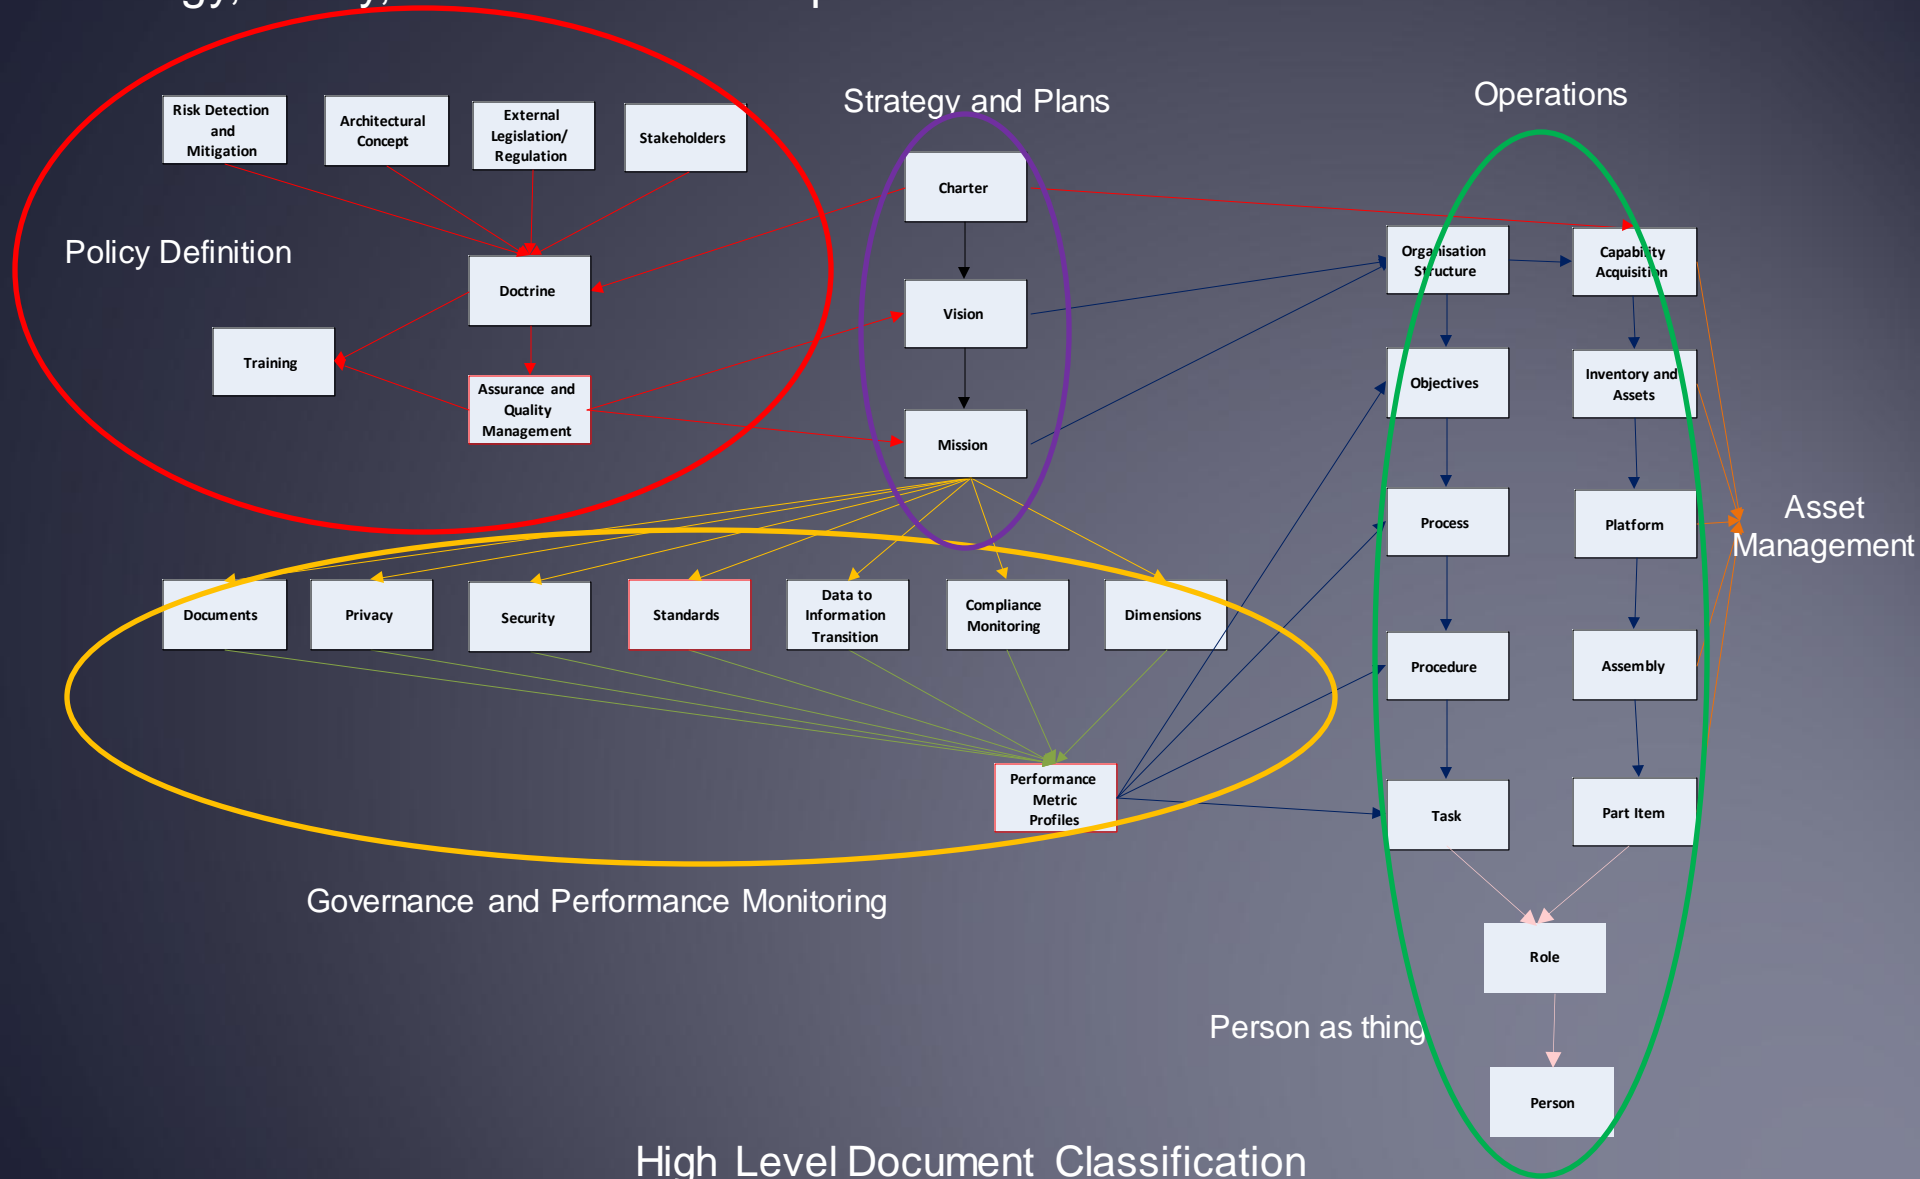 Strategy and Plans
Operations
Policy Definition
Risk Detection
and
Mitigation
Architectural
Concept
External
Legislation/
Regulation
Stakeholders
Doctrine
Training
Assurance and
Quality
Management
Charter
Vision
Mission
Organisation
Structure
Capability
Acquisition
Objectives
Inventory and
Assets
Process
Platform
Asset
Management
Procedure
Assembly
Task
Part Item
Documents
Privacy
Security
Standards
Data to
Information
Transition
Compliance
Monitoring
Dimensions
Performance
Metric
Profiles
Governance and Performance Monitoring
Role
Person as thing
Person
High Level Document Classification